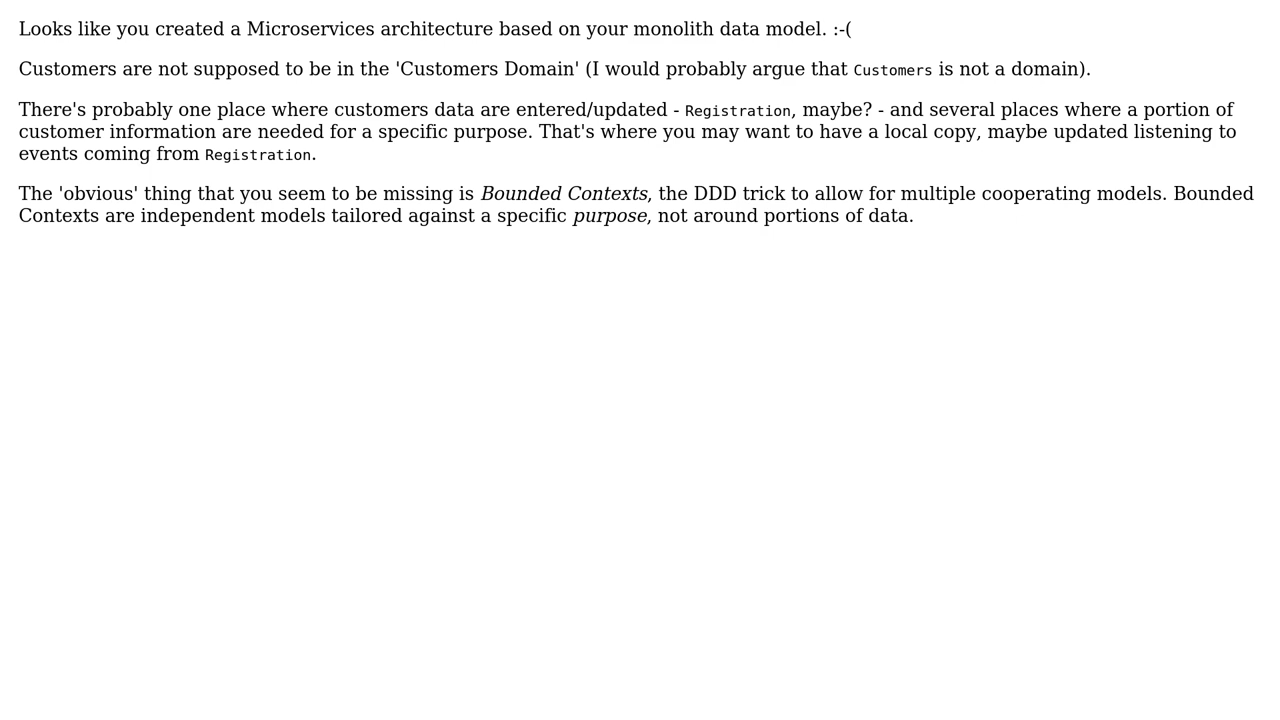 Looks like you created a Microservices architecture based on your monolith data model. :-(
Customers are not supposed to be in the 'Customers Domain' (I would probably argue that Customers is not a domain).
There's probably one place where customers data are entered/updated - Registration, maybe? - and several places where a portion of
customer information are needed for a specific purpose. That's where you may want to have a local copy, maybe updated listening to
events coming from Registration.
The 'obvious' thing that you seem to be missing is Bounded Contexts, the DDD trick to allow for multiple cooperating models. Bounded
Contexts are independent models tailored against a specific purpose, not around portions of data.